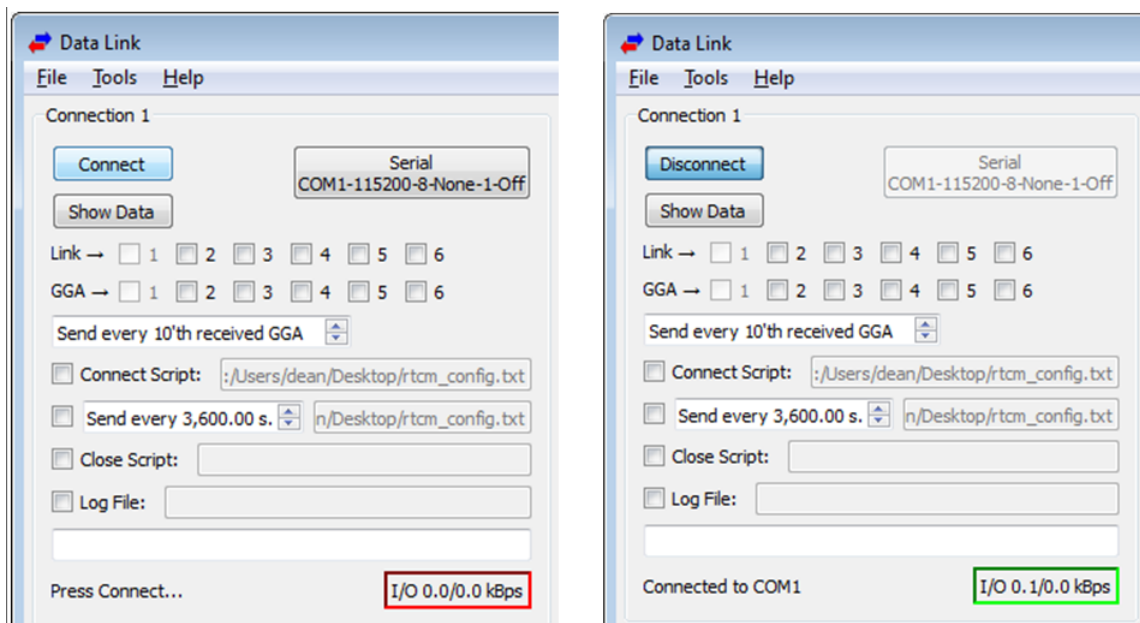 Data Link
File Tools Help
Connection 1
Connect
Serial
COM1-115200-8-None-1-Off
Show Data
Link → 1 2 3 4 5 6
GGA → 1 2 3 4 5 6
Send every 10'th received GGA
Connect Script: :/Users/dean/Desktop/rtcm_config.txt
Send every 3,600.00 s. n/Desktop/rtcm_config.txt
Close Script:
Log File:
Press Connect... I/O 0.0/0.0 kBps
Data Link
File Tools Help
Connection 1
Disconnect
Serial
COM1-115200-8-None-1-Off
Show Data
Link → 1 2 3 4 5 6
GGA → 1 2 3 4 5 6
Send every 10'th received GGA
Connect Script: :/Users/dean/Desktop/rtcm_config.txt
Send every 3,600.00 s. n/Desktop/rtcm_config.txt
Close Script:
Log File:
Connected to COM1 I/O 0.1/0.0 kBps